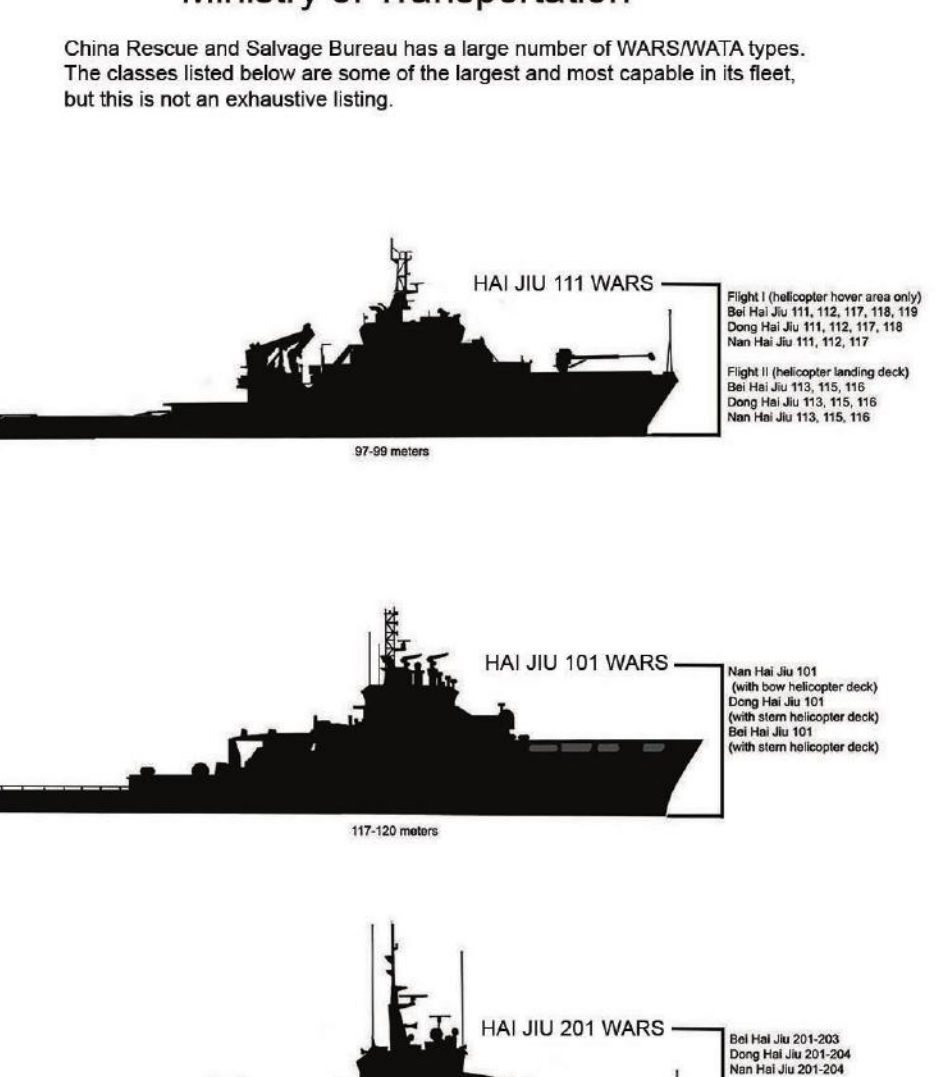 Ministry of Transportation
China Rescue and Salvage Bureau has a large number of WARS/WATA types.
The classes listed below are some of the largest and most capable in its fleet,
but this is not an exhaustive listing.
HAI JIU 111 WARS
Flight I (helicopter hover area only)
Bei Hai Jiu 111, 112, 117, 118, 119
Dong Hai Jiu 111, 112, 117, 118
Nan Hai Jiu 111, 112, 117
Flight II (helicopter landing deck)
Bei Hai Jiu 113, 115, 116
Dong Hai Jiu 113, 115, 116
Nan Hai Jiu 113, 115, 116
97-99 meters
HAI JIU 101 WARS
Nan Hai Jiu 101
(with bow helicopter deck)
Dong Hai Jiu 101
(with stern helicopter deck)
Bei Hai Jiu 101
(with stern helicopter deck)
117-120 meters
HAI JIU 201 WARS
Bei Hai Jiu 201-203
Dong Hai Jiu 201-204
Nan Hai Jiu 201-204